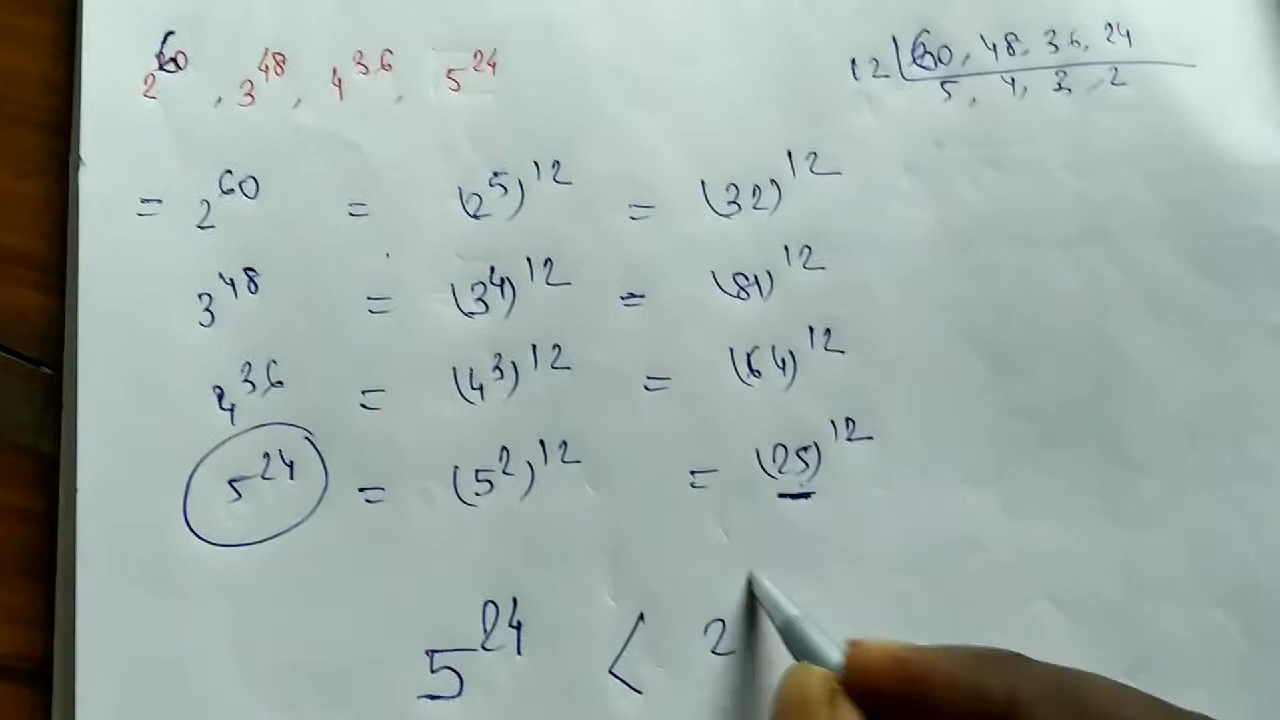 2^60, 3^48, 4^36, 5^24
12 | 60, 48, 36, 24
5, 4, 3, 2
= 2^60 = (2^5)^12 = (32)^12
3^48 = (3^4)^12 = (81)^12
4^36 = (4^3)^12 = (64)^12
5^24 = (5^2)^12 = (25)^12
5^24 < 2